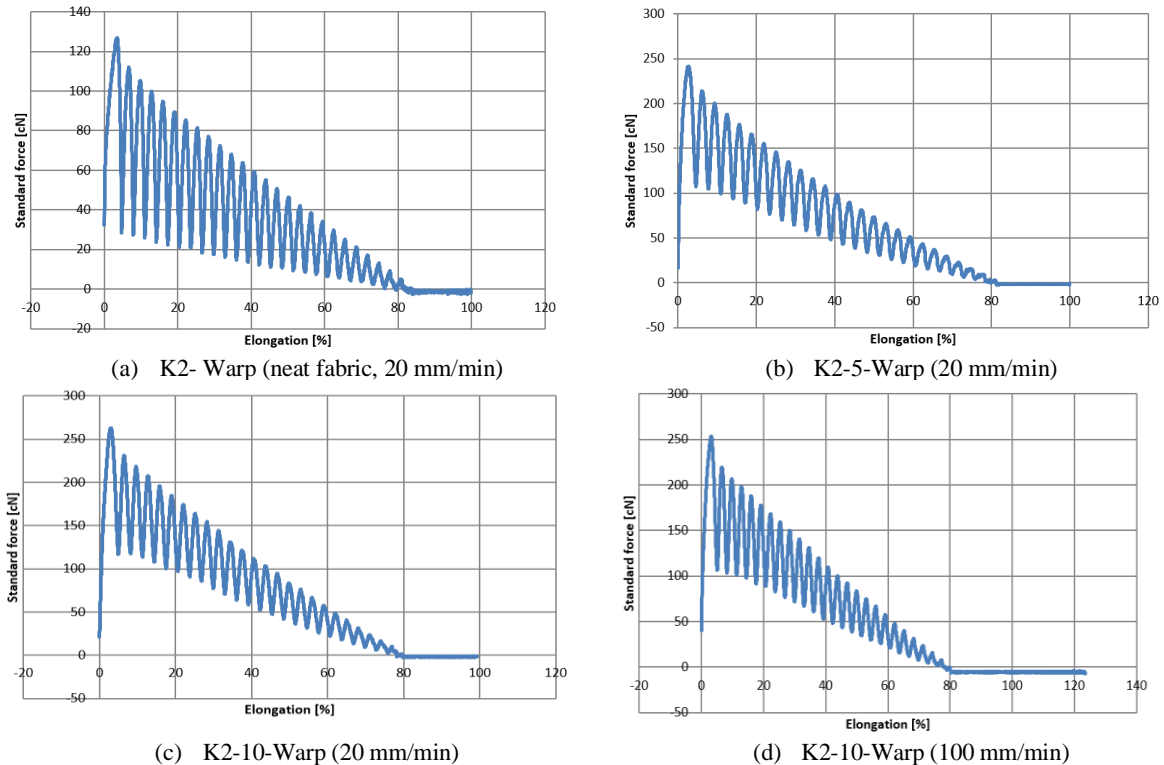 140
120
100
80
60
40
20
0
-20
-20 0 20 40 60 80 100 120
Standard force [cN]
Elongation [%]
(a) K2- Warp (neat fabric, 20 mm/min)
300
250
200
150
100
50
0
-50
0 20 40 60 80 100 120
Standard force [cN]
Elongation [%]
(b) K2-5-Warp (20 mm/min)
300
250
200
150
100
50
0
-50
-20 0 20 40 60 80 100 120
Standard force [cN]
Elongation [%]
(c) K2-10-Warp (20 mm/min)
300
250
200
150
100
50
0
-50
-20 0 20 40 60 80 100 120 140
Standard force [cN]
Elongation [%]
(d) K2-10-Warp (100 mm/min)